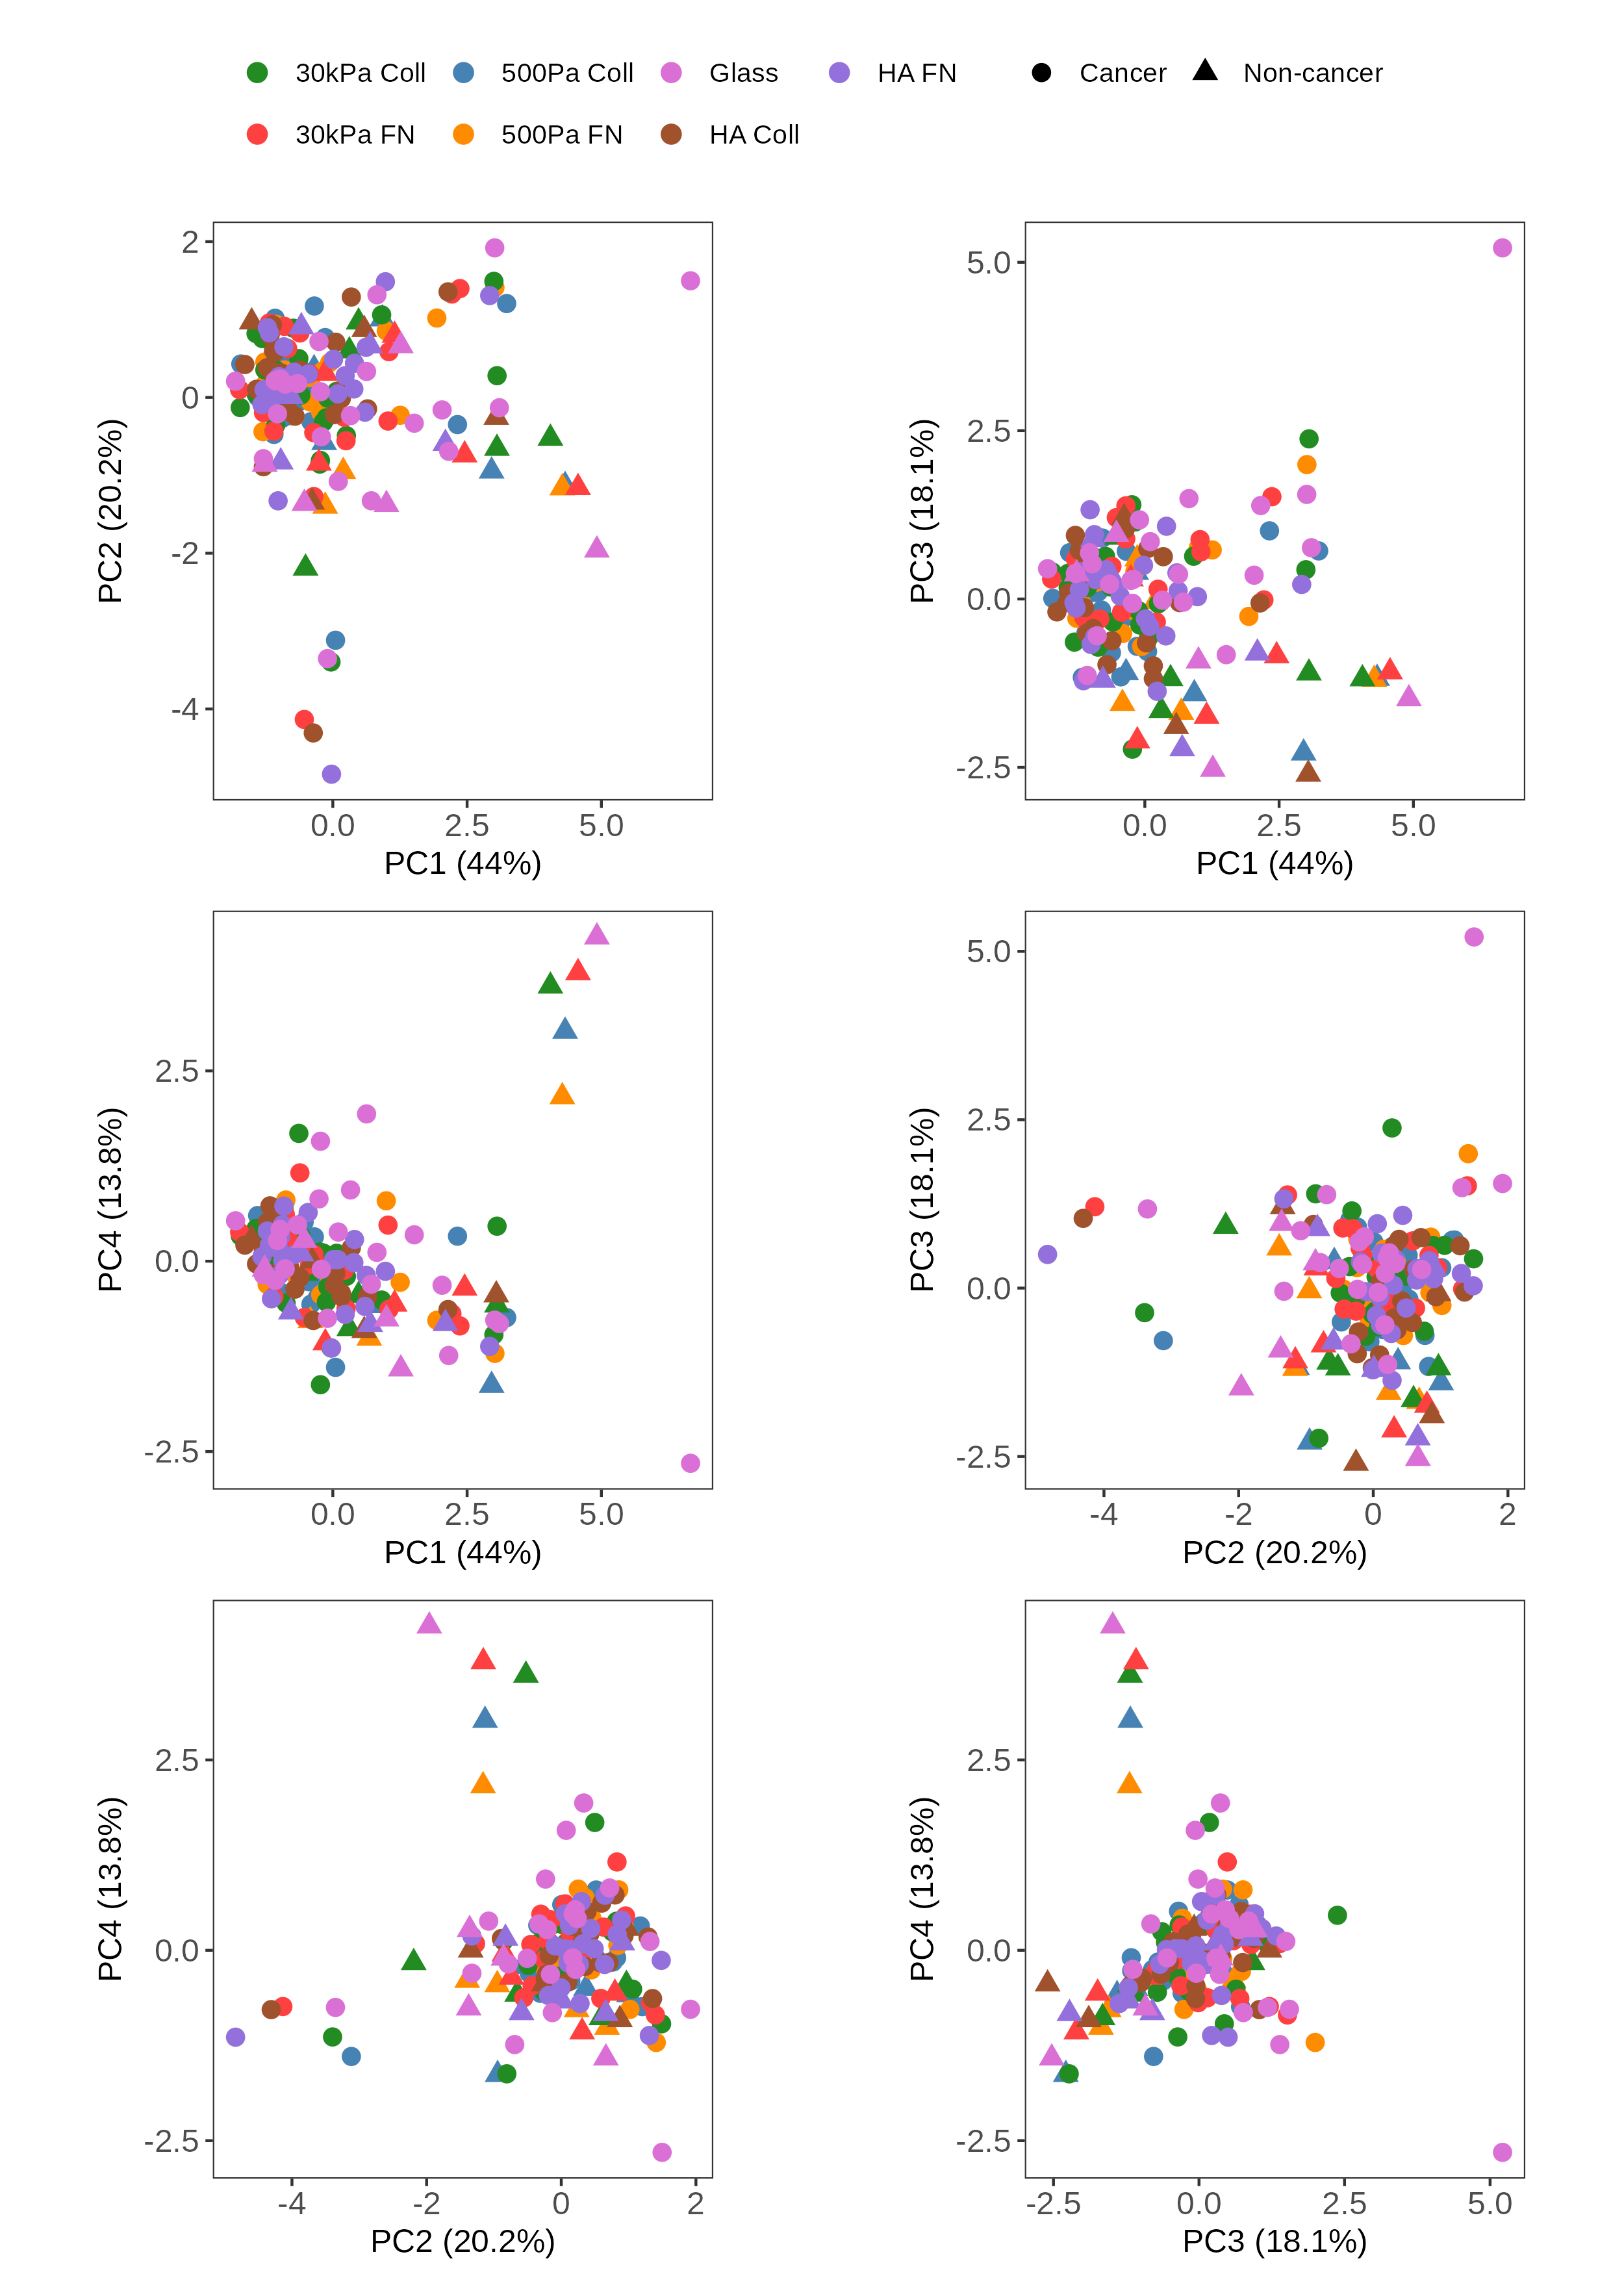 30kPa Coll 500Pa Coll Glass HA FN Cancer Non-cancer
30kPa FN 500Pa FN HA Coll
2
0
-2
-4
PC2 (20.2%)
0.0 2.5 5.0
PC1 (44%)
5.0
2.5
0.0
-2.5
PC3 (18.1%)
0.0 2.5 5.0
PC1 (44%)
2.5
0.0
-2.5
PC4 (13.8%)
0.0 2.5 5.0
PC1 (44%)
5.0
2.5
0.0
-2.5
PC3 (18.1%)
-4 -2 0 2
PC2 (20.2%)
2.5
0.0
-2.5
PC4 (13.8%)
-4 -2 0 2
PC2 (20.2%)
2.5
0.0
-2.5
PC4 (13.8%)
-2.5 0.0 2.5 5.0
PC3 (18.1%)